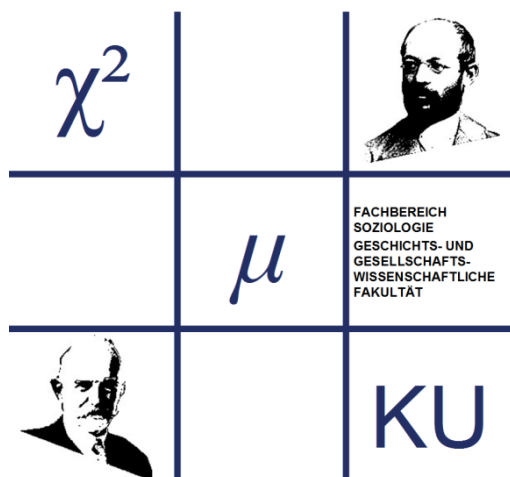 χ²
FACHBEREICH
SOZIOLOGIE
GESCHICHTS- UND
GESELLSCHAFTS-
WISSENSCHAFTLICHE
FAKULTÄT
μ
KU